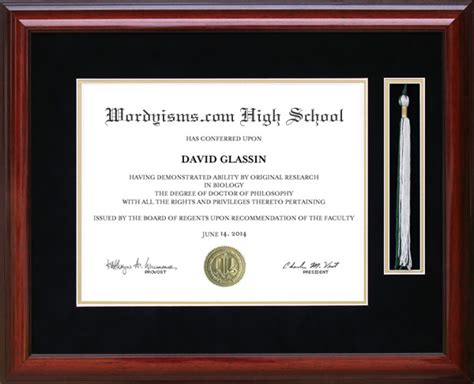 Wordyisms.com High School
HAS CONFERRED UPON
DAVID GLASSIN
HAVING DEMONSTRATED ABILITY BY ORIGINAL RESEARCH
IN BIOLOGY
THE DEGREE OF DOCTOR OF PHILOSOPHY
WITH ALL THE RIGHTS AND PRIVILEGES THERETO PERTAINING
ISSUED BY THE BOARD OF REGENTS UPON RECOMMENDATION OF THE FACULTY
JUNE 14, 2014
PROVOST
PRESIDENT